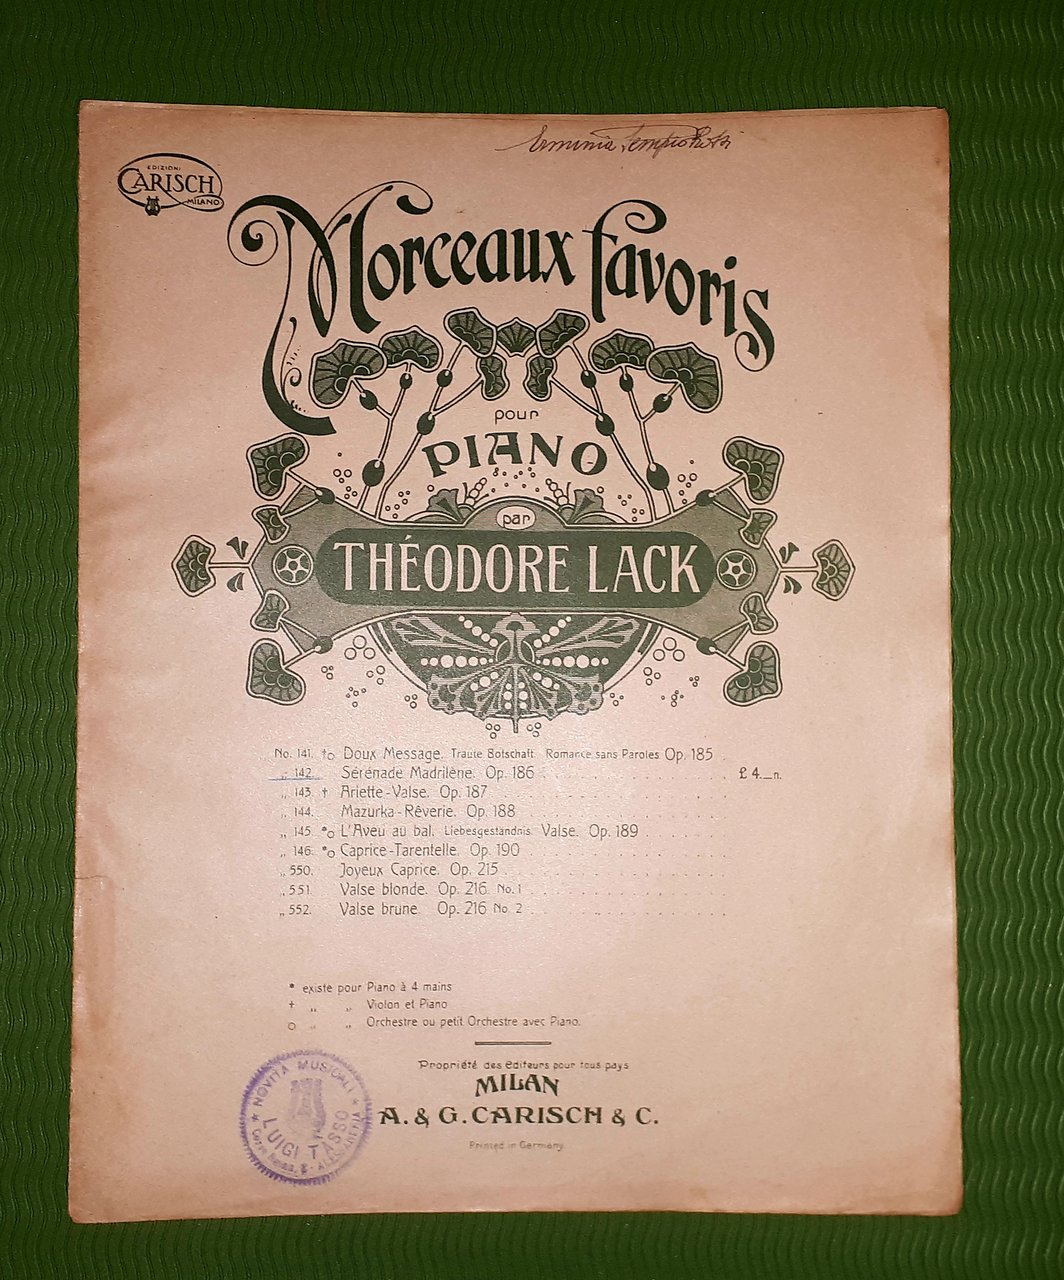 Erminia
EDIZIONI
CARISCH
MILANO
Morceaux favoris
pour
PIANO
par
THÉODORE LACK
No. 141. †o Doux Message. Traute Botschaft. Romance sans Paroles Op. 185 .
„ 142. Sérénade Madrilène. Op. 186 . . . . . . . . . . £ 4._n.
„ 143. † Ariette-Valse. Op. 187 . . . . . . . . . .
„ 144. Mazurka-Rêverie. Op. 188 . . . . . . . . . .
„ 145. *o L'Aveu au bal. Liebesgeständnis. Valse. Op. 189 . . . . .
„ 146. *o Caprice-Tarentelle. Op. 190 . . . . . . . . . .
„ 550. Joyeux Caprice. Op. 215 . . . . . . . . . .
„ 551. Valse blonde. Op. 216 No. 1 . . . . . . . . . .
„ 552. Valse brune. Op. 216 No. 2 . . . . . . . . . .
* existe pour Piano à 4 mains
† „ „ Violon et Piano
o „ „ Orchestre ou petit Orchestre avec Piano.
Propriété des editeurs pour tous pays
MILAN
A. & G. CARISCH & C.
Printed in Germany.
NOVITÀ MUSICALI
LUIGI TASSO